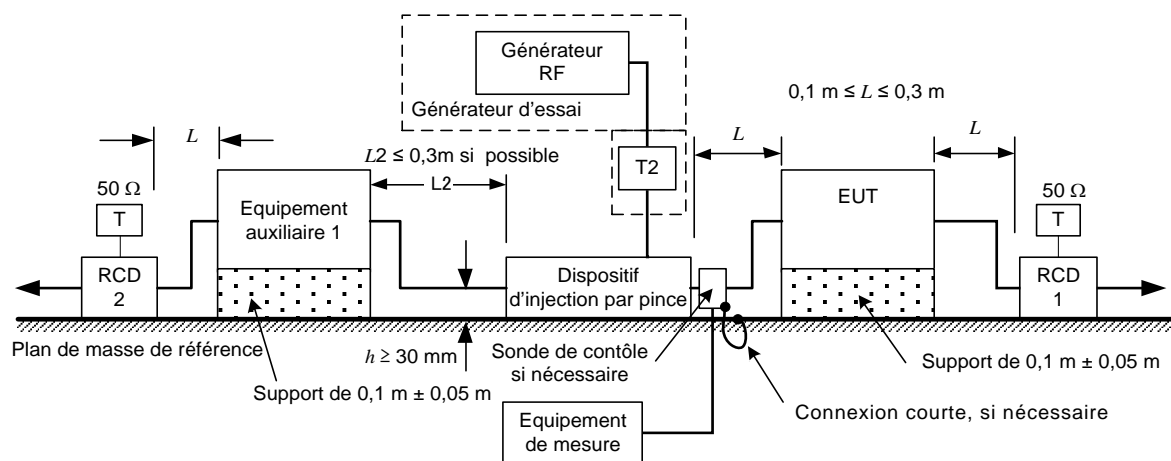 Générateur
RF
Générateur d'essai
0,1 m ≤ L ≤ 0,3 m
L
L2 ≤ 0,3m si possible
L2
T2
L
L
50 Ω
T
RCD
2
Equipement
auxiliaire 1
Dispositif
d'injection par pince
EUT
50 Ω
T
RCD
1
Plan de masse de référence
h ≥ 30 mm
Support de 0,1 m ± 0,05 m
Sonde de contôle
si nécessaire
Support de 0,1 m ± 0,05 m
Connexion courte, si nécessaire
Equipement
de mesure